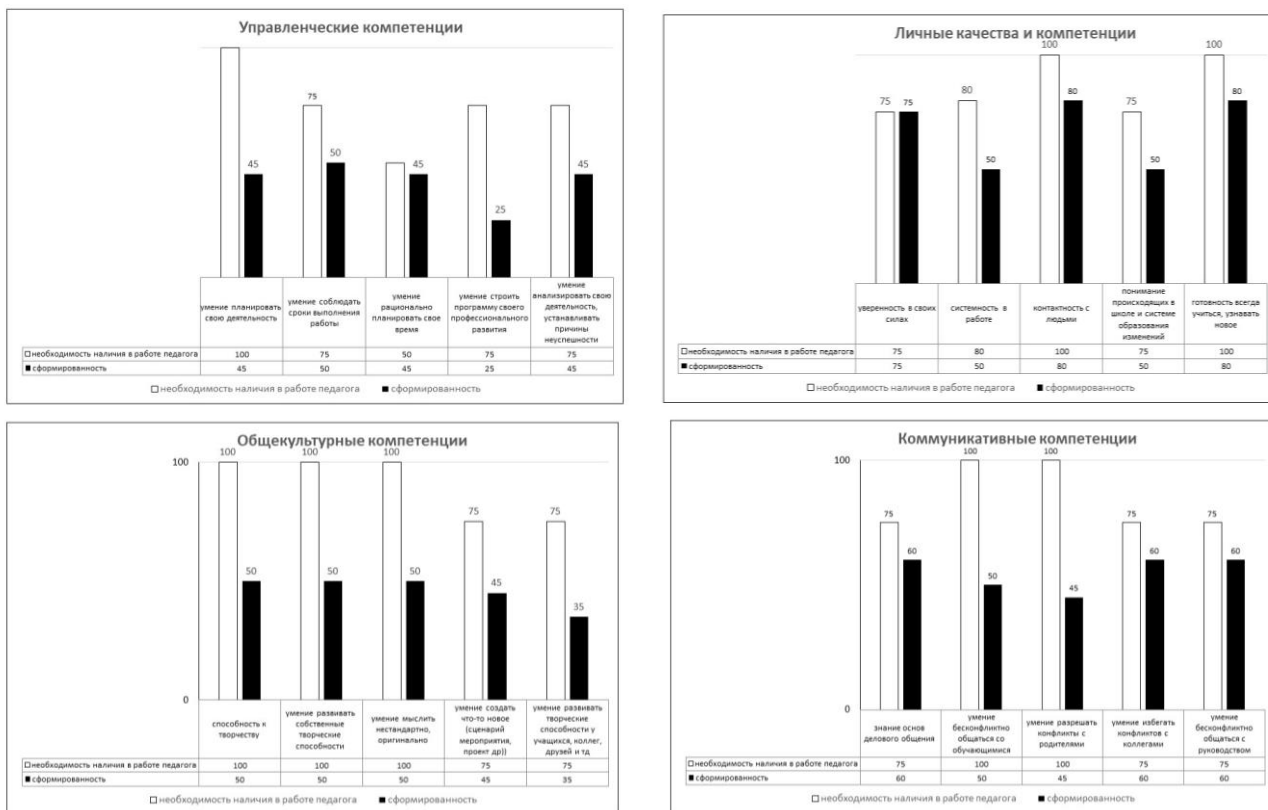 Управленческие компетенции
75
45
50
45
25
45
умение планировать
свою деятельность
умение соблюдать
сроки выполнения
работы
умение
рационально
планировать свое
время
умение строить
программу своего
профессионального
развития
умение
анализировать свою
деятельность,
устанавливать
причины
неуспешности
необходимость наличия в работе педагога 100 75 50 75 75
сформированность 45 50 45 25 45
необходимость наличия в работе педагога сформированность
Личные качества и компетенции
75 75 80 50 100 80 75 50 100 80
уверенность в своих
силах
системность в
работе
контактность с
людьми
понимание
происходящих в
школе и системе
образования
изменений
готовность всегда
учиться, узнавать
новое
необходимость наличия в работе педагога 75 80 100 75 100
сформированность 75 50 80 50 80
необходимость наличия в работе педагога сформированность
Общекультурные компетенции
100
0
100 50 100 50 100 50 75 45 75 35
способность к
творчеству
умение развивать
собственные
творческие
способности
умение мыслить
нестандартно,
оригинально
умение создать
что-то новое
(сценарий
мероприятия,
проект др))
умение развивать
творческие
способности у
учащихся, коллег,
друзей и тд
необходимость наличия в работе педагога 100 100 100 75 75
сформированность 50 50 50 45 35
необходимость наличия в работе педагога сформированность
Коммуникативные компетенции
100
0
75 60 100 50 100 45 75 60 75 60
знание основ
делового общения
умение
бесконфликтно
общаться со
обучающимися
умение разрешать
конфликты с
родителями
умение избегать
конфликтов с
коллегами
умение
бесконфликтно
общаться с
руководством
необходимость наличия в работе педагога 75 100 100 75 75
сформированность 60 50 45 60 60
необходимость наличия в работе педагога сформированность